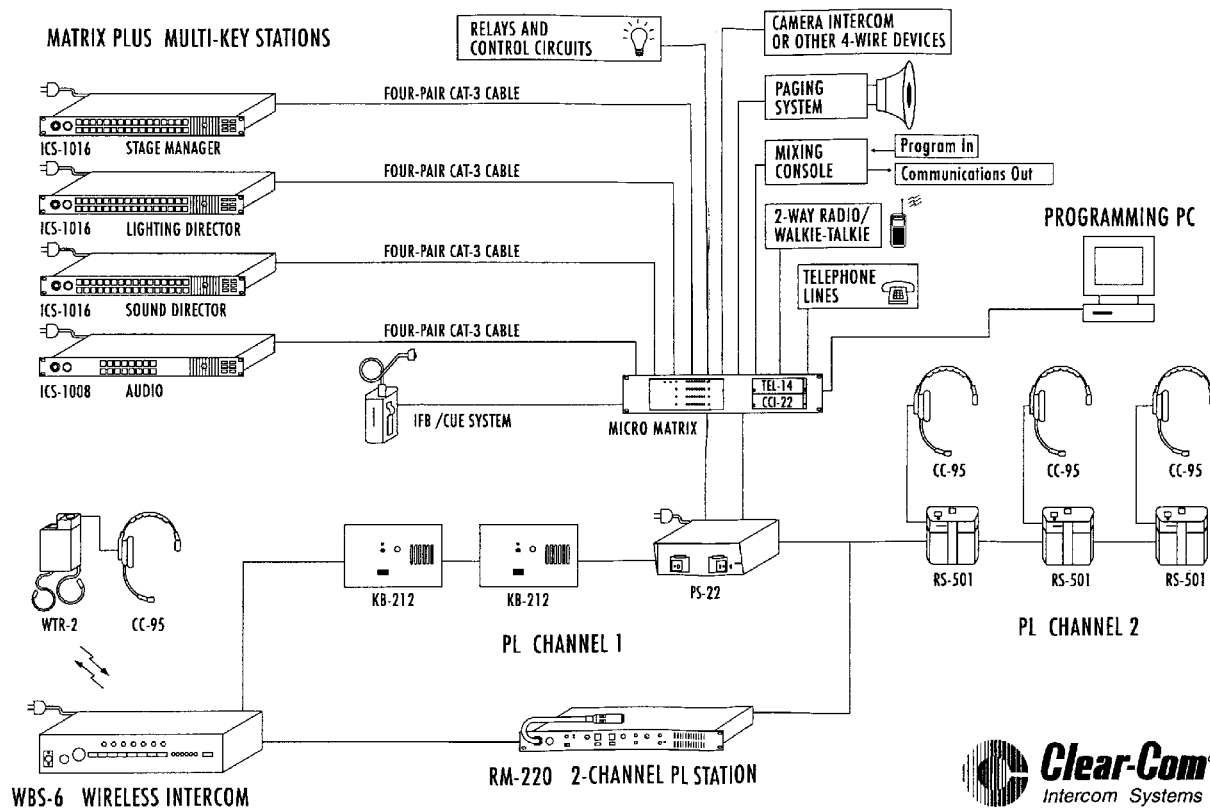 MATRIX PLUS MULTI-KEY STATIONS
RELAYS AND
CONTROL CIRCUITS
CAMERA INTERCOM
OR OTHER 4-WIRE DEVICES
PAGING
SYSTEM
MIXING
CONSOLE
Program In
Communications Out
2-WAY RADIO/
WALKIE-TALKIE
TELEPHONE
LINES
PROGRAMMING PC
FOUR-PAIR CAT-3 CABLE
ICS-1016 STAGE MANAGER
FOUR-PAIR CAT-3 CABLE
ICS-1016 LIGHTING DIRECTOR
FOUR-PAIR CAT-3 CABLE
ICS-1016 SOUND DIRECTOR
FOUR-PAIR CAT-3 CABLE
ICS-1008 AUDIO
IFB /CUE SYSTEM
TEL-14
CCI-22
MICRO MATRIX
CC-95
CC-95
CC-95
RS-501
RS-501
RS-501
PL CHANNEL 2
WTR-2
CC-95
KB-212
KB-212
PS-22
PL CHANNEL 1
WBS-6 WIRELESS INTERCOM
RM-220 2-CHANNEL PL STATION
Clear-Com
Intercom Systems